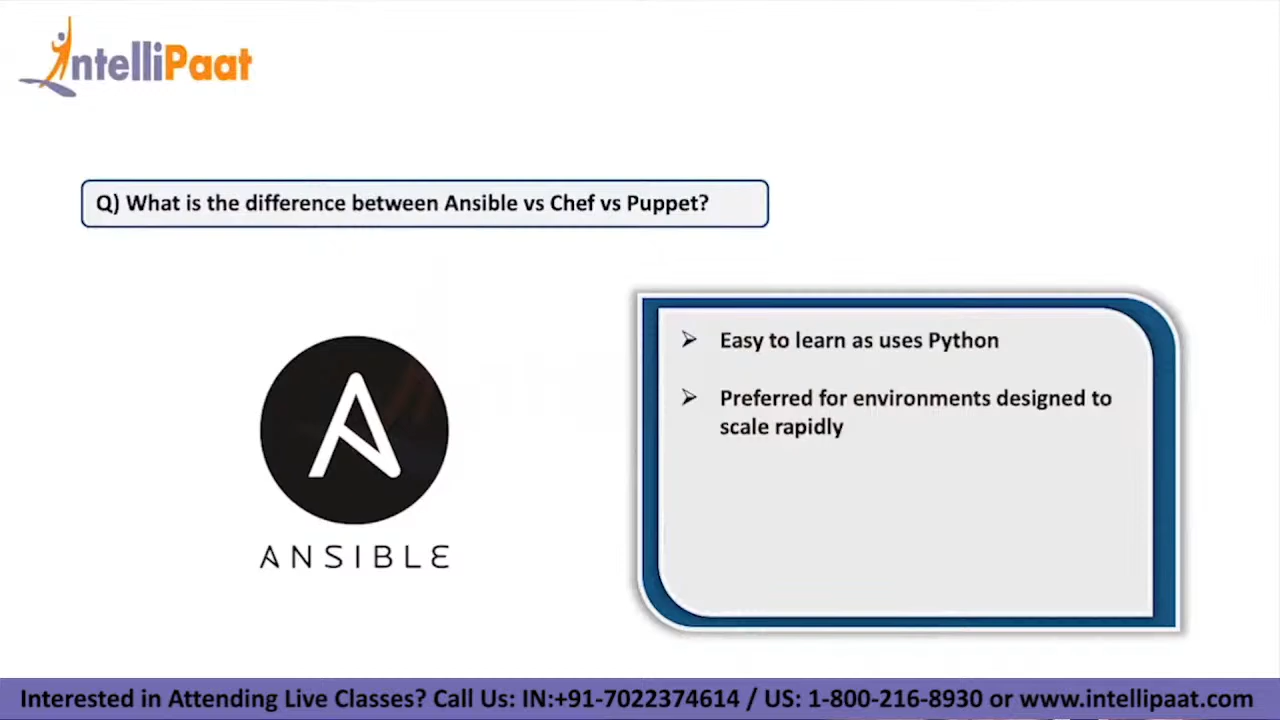 IntelliPaat
Q) What is the difference between Ansible vs Chef vs Puppet?
Easy to learn as uses Python
Preferred for environments designed to
scale rapidly
ANSIBLE
Interested in Attending Live Classes? Call Us: IN:+91-7022374614 / US: 1-800-216-8930 or www.intellipaat.com